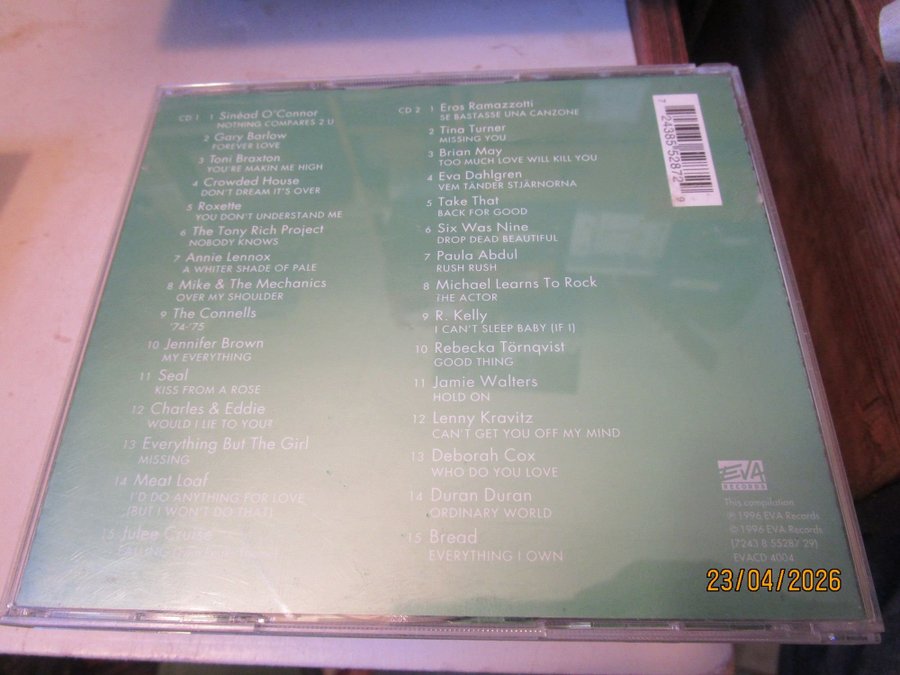 CD 1 1 Sinéad O'Connor
NOTHING COMPARES 2 U
2 Gary Barlow
FOREVER LOVE
3 Toni Braxton
YOU'RE MAKIN ME HIGH
4 Crowded House
DON'T DREAM IT'S OVER
5 Roxette
YOU DON'T UNDERSTAND ME
6 The Tony Rich Project
NOBODY KNOWS
7 Annie Lennox
A WHITER SHADE OF PALE
8 Mike & The Mechanics
OVER MY SHOULDER
9 The Connells
'74-'75
10 Jennifer Brown
MY EVERYTHING
11 Seal
KISS FROM A ROSE
12 Charles & Eddie
WOULD I LIE TO YOU?
13 Everything But The Girl
MISSING
14 Meat Loaf
I'D DO ANYTHING FOR LOVE
(BUT I WON'T DO THAT)
15 Julee Cruise
FALLING
CD 2 1 Eros Ramazzotti
SE BASTASSE UNA CANZONE
2 Tina Turner
MISSING YOU
3 Brian May
TOO MUCH LOVE WILL KILL YOU
4 Eva Dahlgren
VEM TÄNDER STJÄRNORNA
5 Take That
BACK FOR GOOD
6 Six Was Nine
DROP DEAD BEAUTIFUL
7 Paula Abdul
RUSH RUSH
8 Michael Learns To Rock
THE ACTOR
9 R. Kelly
I CAN'T SLEEP BABY (IF I)
10 Rebecka Törnqvist
GOOD THING
11 Jamie Walters
HOLD ON
12 Lenny Kravitz
CAN'T GET YOU OFF MY MIND
13 Deborah Cox
WHO DO YOU LOVE
14 Duran Duran
ORDINARY WORLD
15 Bread
EVERYTHING I OWN
7 24385 52872 9
EVA
RECORDS
This compilation
℗ 1996 EVA Records
© 1996 EVA Records
(7243 8 55287 29)
EVACD 4004
23/04/2026